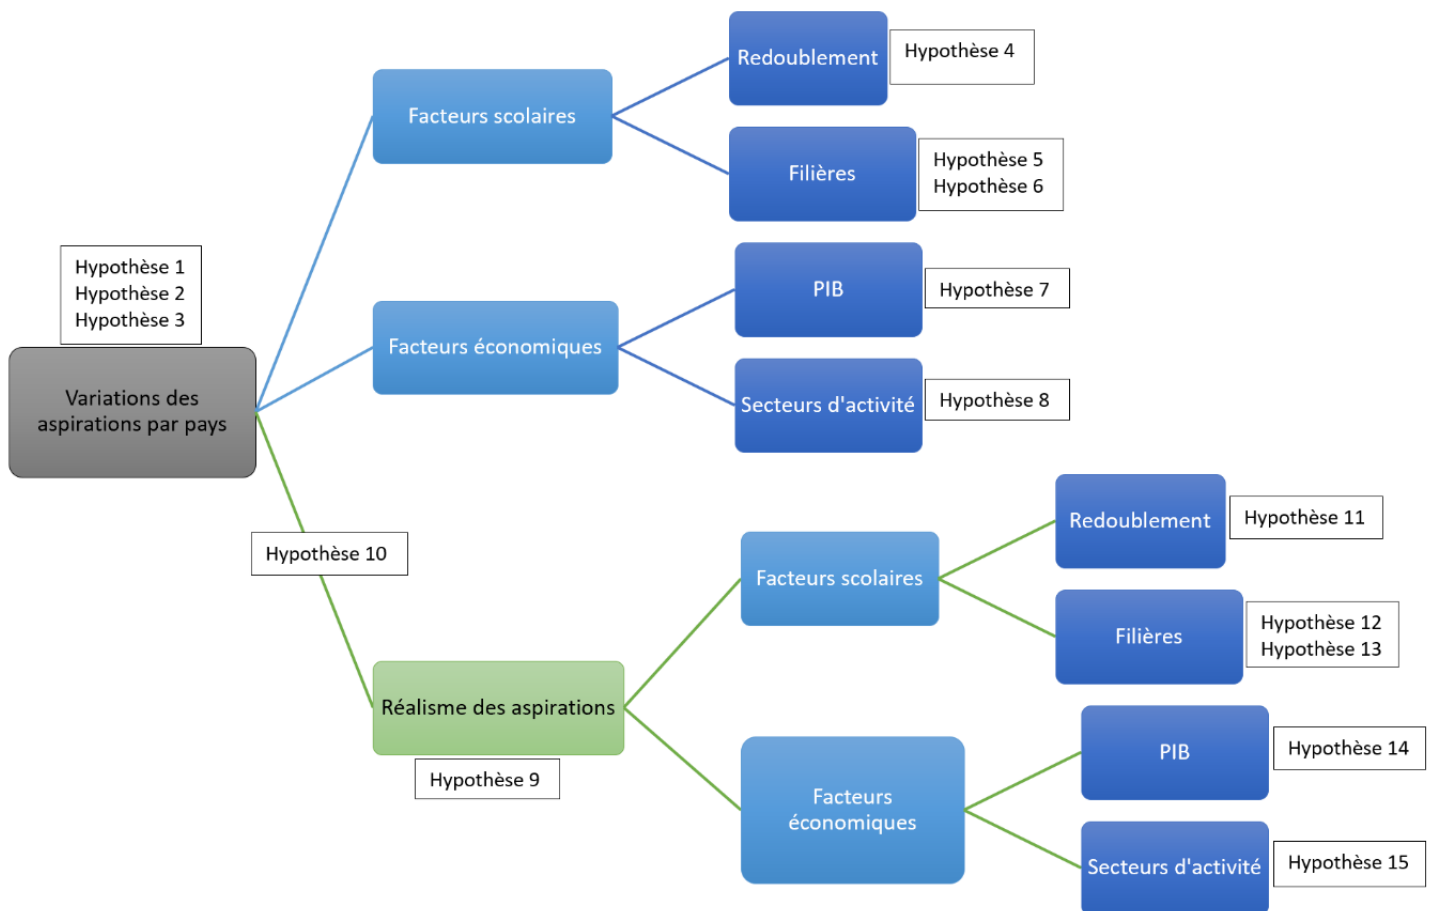 Redoublement
Hypothèse 4
Facteurs scolaires
Filières
Hypothèse 5
Hypothèse 6
Hypothèse 1
Hypothèse 2
Hypothèse 3
PIB
Hypothèse 7
Facteurs économiques
Variations des
aspirations par pays
Secteurs d'activité
Hypothèse 8
Hypothèse 10
Redoublement
Hypothèse 11
Facteurs scolaires
Filières
Hypothèse 12
Hypothèse 13
Réalisme des aspirations
Hypothèse 9
PIB
Hypothèse 14
Facteurs
économiques
Secteurs d'activité
Hypothèse 15